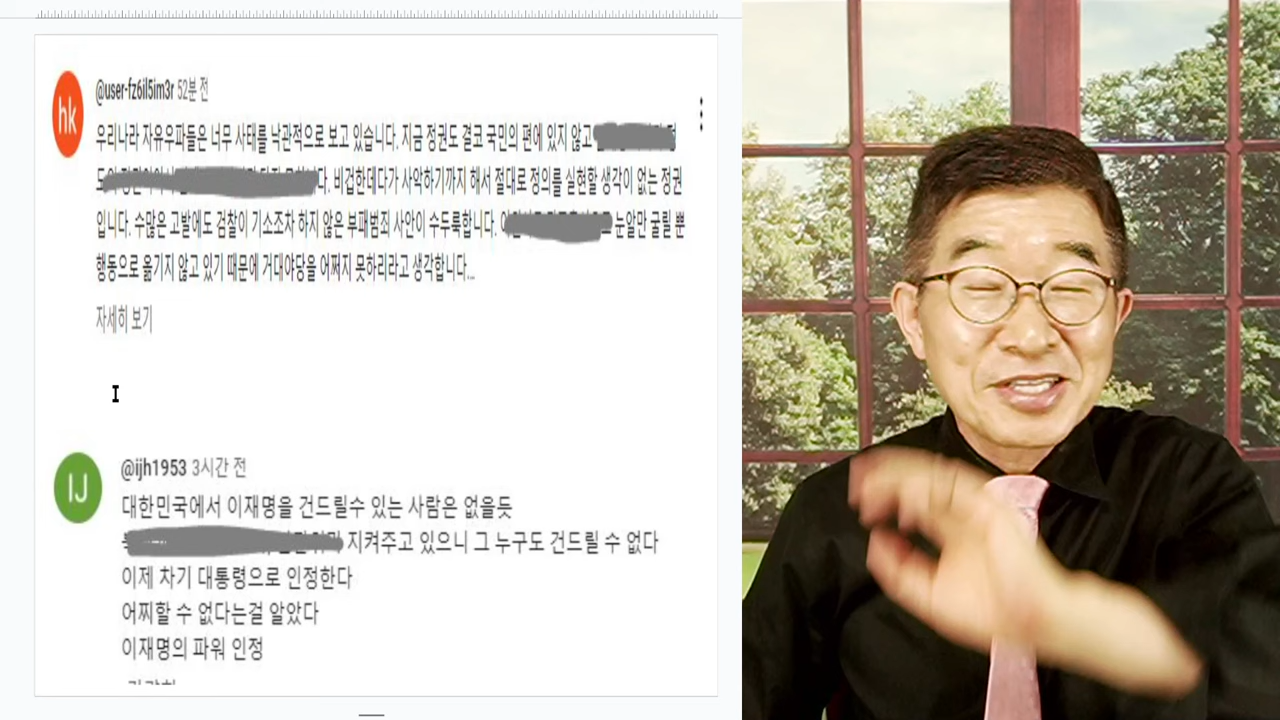 hk
@user-fz6il5im3r 52분 전
우리나라 자유우파들은 너무 사태를 낙관적으로 보고 있습니다. 지금 정권도 결코 국민의 편에 있지 않고
다. 비겁한데다가 사악하기까지 해서 절대로 정의를 실현할 생각이 없는 정권
입니다. 수많은 고발에도 검찰이 기소조차 하지 않은 부패범죄 사안이 수두룩합니다. 눈알만 굴릴 뿐
행동으로 옮기지 않고 있기 때문에 거대야당을 어쩌지 못하리라고 생각합니다...
자세히 보기
IJ
@ijh1953 3시간 전
대한민국에서 이재명을 건드릴수 있는 사람은 없을듯
지켜주고 있으니 그 누구도 건드릴 수 없다
이제 차기 대통령으로 인정한다
어찌할 수 없다는걸 알았다
이재명의 파워 인정